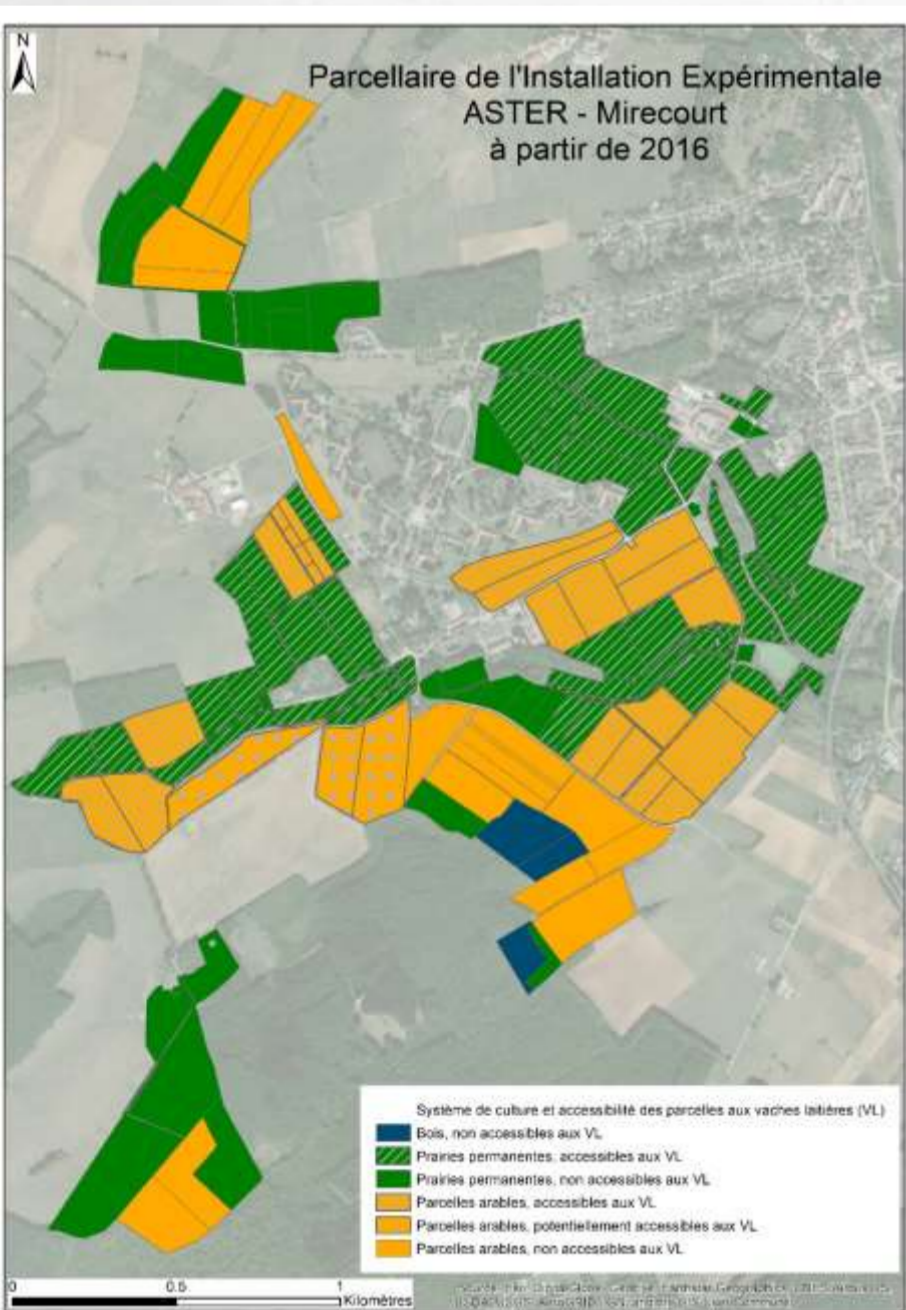 N
Parcellaire de l'Installation Expérimentale
ASTER - Mirecourt
à partir de 2016
Système de culture et accessibilité des parcelles aux vaches laitières (VL)
Bois, non accessibles aux VL
Prairies permanentes, accessibles aux VL
Prairies permanentes, non accessibles aux VL
Parcelles arables, accessibles aux VL
Parcelles arables, potentiellement accessibles aux VL
Parcelles arables, non accessibles aux VL
0 0.5 1
Kilomètres